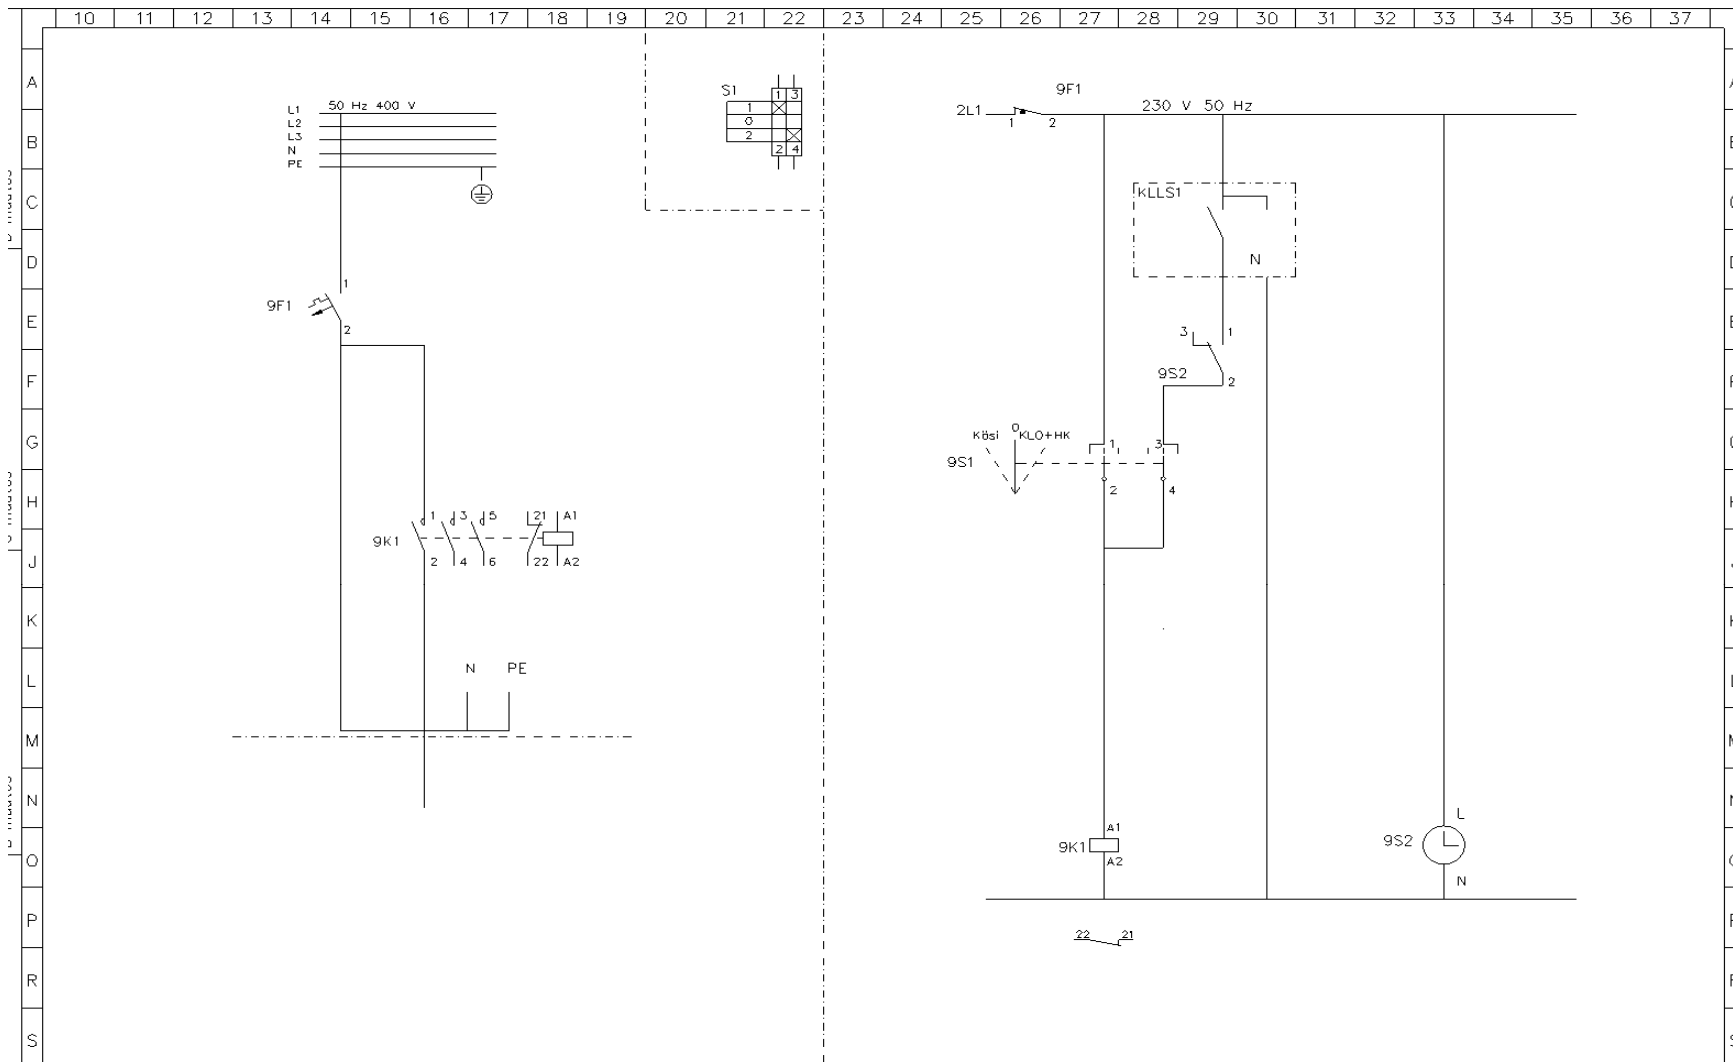 10 11 12 13 14 15 16 17 18 19 20 21 22 23 24 25 26 27 28 29 30 31 32 33 34 35 36 37
A
B
C
D
E
F
G
H
J
K
L
M
N
O
P
R
S
L1 50 Hz 400 V
L2
L3
N
PE
9F1
1
2
9K1
1 3 5 21 A1
2 4 6 22 A2
N PE
S1
1 3
1
0
2
2 4
9F1
2L1 1 2 230 V 50 Hz
KLLS1
N
3 1
9S2
2
Käsi 0 KLO+HK
9S1
1 3
2 4
A1
9K1
A2
L
9S2
N
22 21